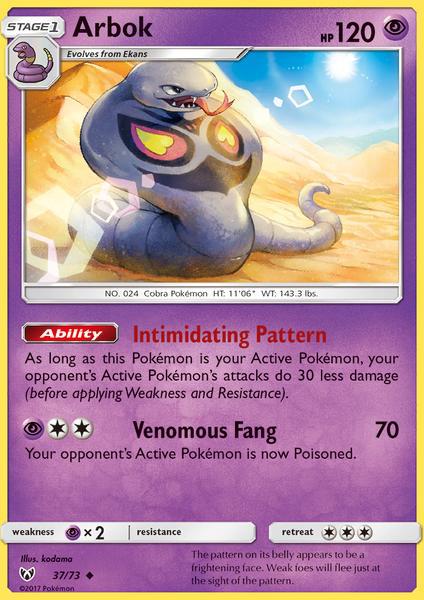 STAGE 1
Arbok
HP 120
Evolves from Ekans
NO. 024 Cobra Pokémon HT: 11'06" WT: 143.3 lbs.
Ability Intimidating Pattern
As long as this Pokémon is your Active Pokémon, your
opponent's Active Pokémon's attacks do 30 less damage
(before applying Weakness and Resistance).
Venomous Fang 70
Your opponent's Active Pokémon is now Poisoned.
weakness × 2 resistance retreat
Illus. kodama
37/73
©2017 Pokémon
The pattern on its belly appears to be a
frightening face. Weak foes will flee just at
the sight of the pattern.